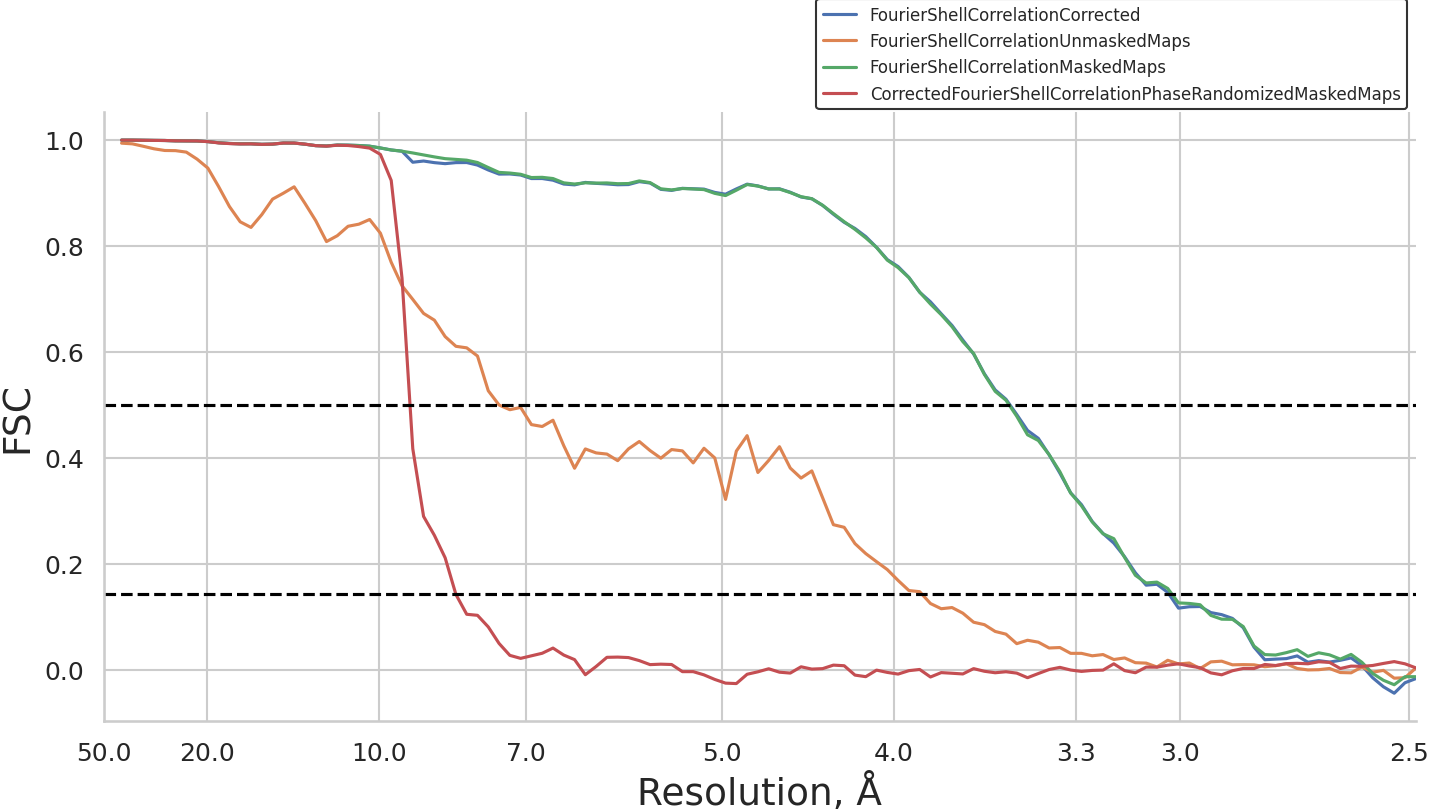 FourierShellCorrelationCorrected
FourierShellCorrelationUnmaskedMaps
FourierShellCorrelationMaskedMaps
CorrectedFourierShellCorrelationPhaseRandomizedMaskedMaps
1.0
0.8
0.6
0.4
0.2
0.0
FSC
50.0 20.0 10.0 7.0 5.0 4.0 3.3 3.0 2.5
Resolution, Å